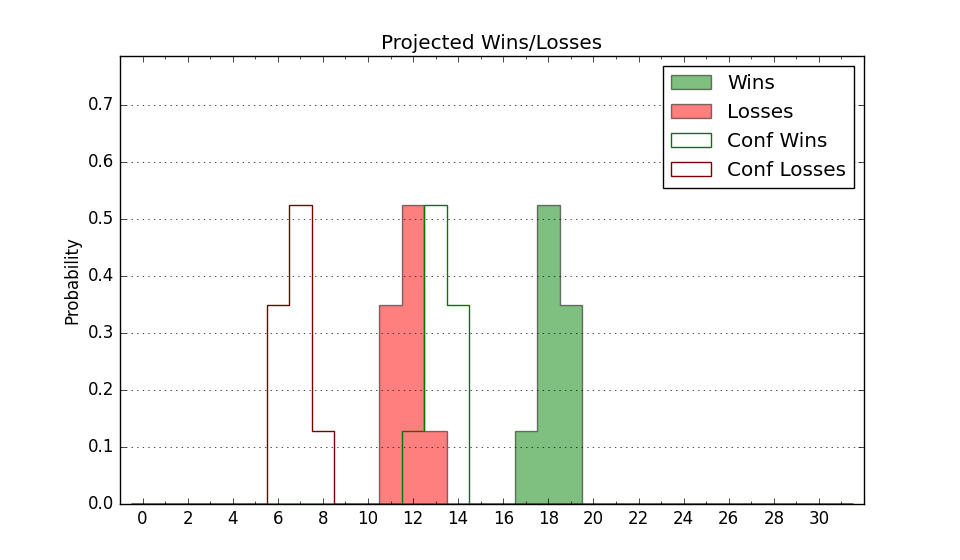 Projected Wins/Losses
Wins
Losses
Conf Wins
Conf Losses
Probability
0.7
0.6
0.5
0.4
0.3
0.2
0.1
0.0
0 2 4 6 8 10 12 14 16 18 20 22 24 26 28 30